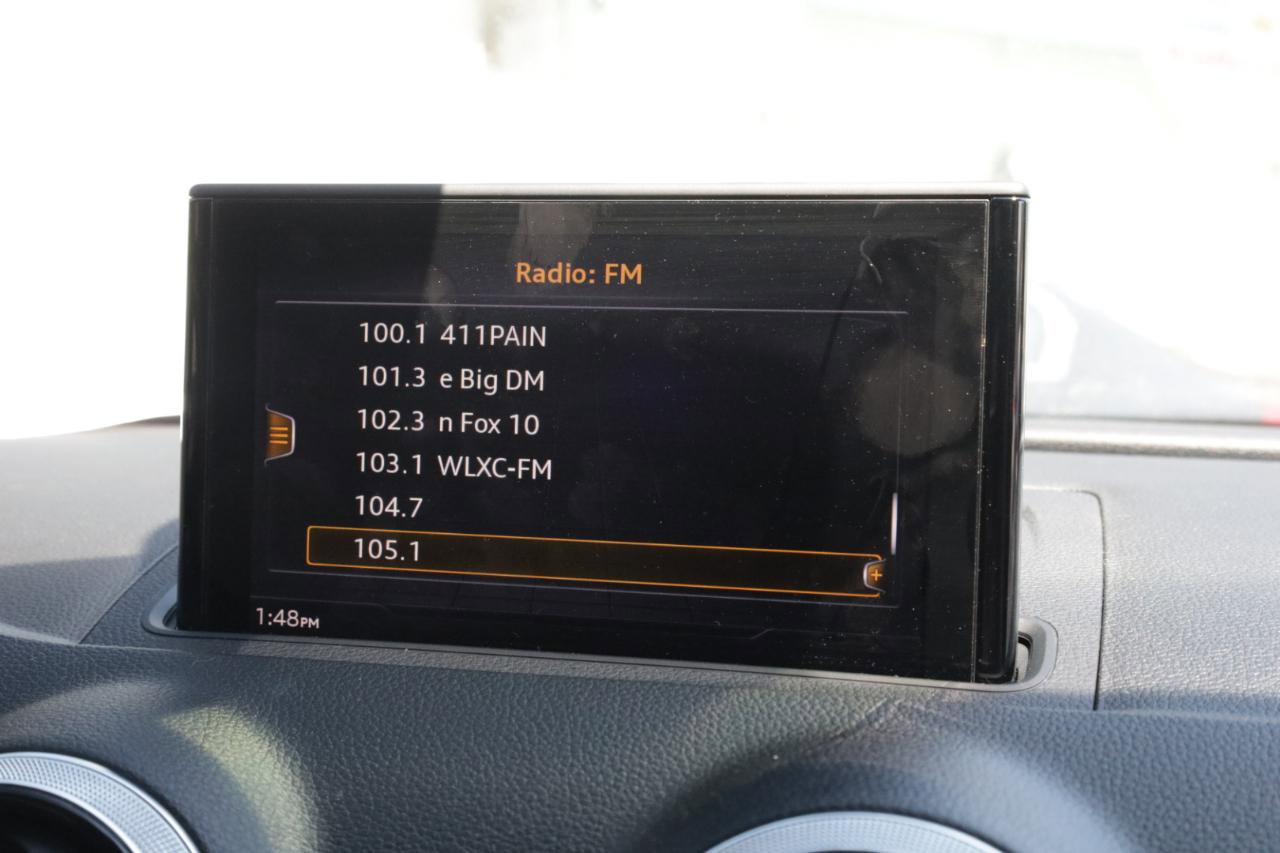 Radio: FM
100.1 411PAIN
101.3 e Big DM
102.3 n Fox 10
103.1 WLXC-FM
104.7
105.1
1:48PM